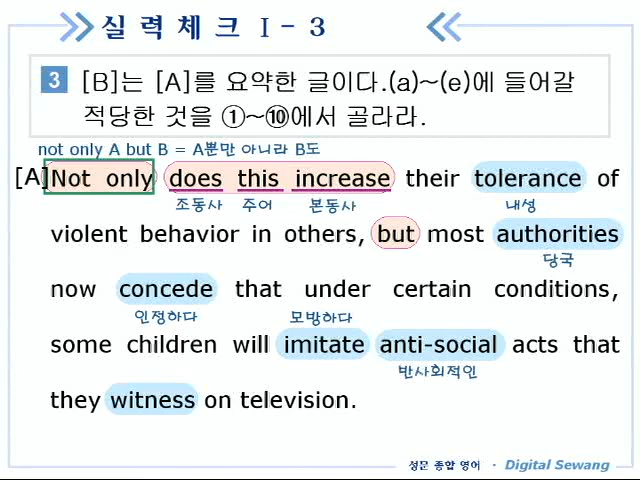 실력체크 I - 3
3 [B]는 [A]를 요약한 글이다.(a)~(e)에 들어갈
적당한 것을 ①~⑩에서 골라라.
not only A but B = A뿐만 아니라 B도
[A]Not only does this increase their tolerance of
조동사 주어 본동사 내성
violent behavior in others, but most authorities
당국
now concede that under certain conditions,
인정하다 모방하다
some children will imitate anti-social acts that
반사회적인
they witness on television.
성문 종합 영어 · Digital Sewang